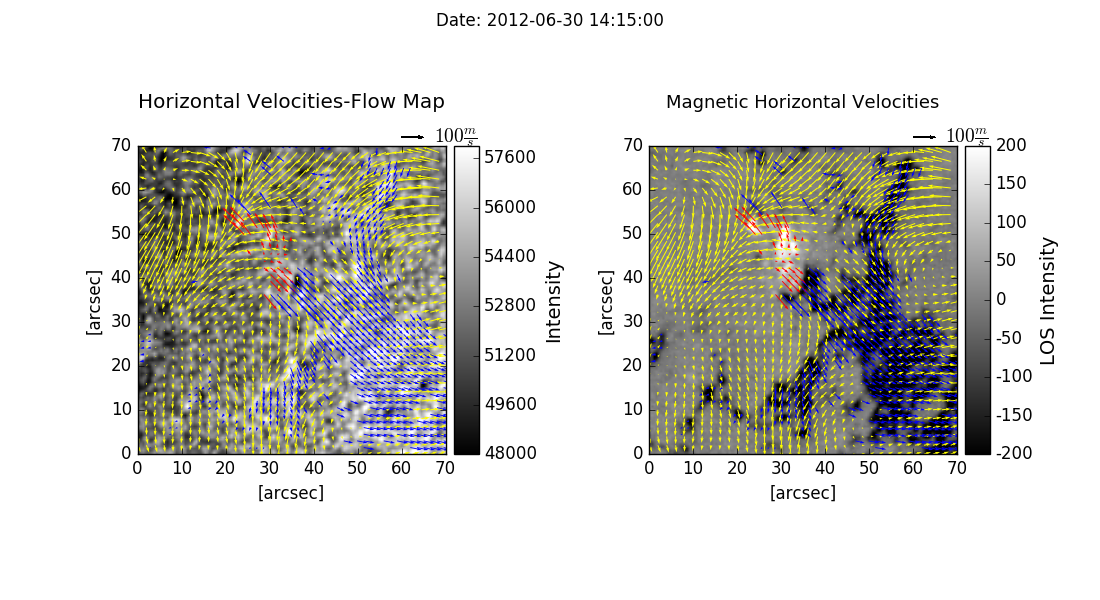 Date: 2012-06-30 14:15:00
Horizontal Velocities-Flow Map
100 m/s
70
60
50
40
30
20
10
0
[arcsec]
0 10 20 30 40 50 60 70
[arcsec]
57600
56000
54400
52800
51200
49600
48000
Intensity
Magnetic Horizontal Velocities
100 m/s
70
60
50
40
30
20
10
0
[arcsec]
0 10 20 30 40 50 60 70
[arcsec]
200
150
100
50
0
-50
-100
-150
-200
LOS Intensity